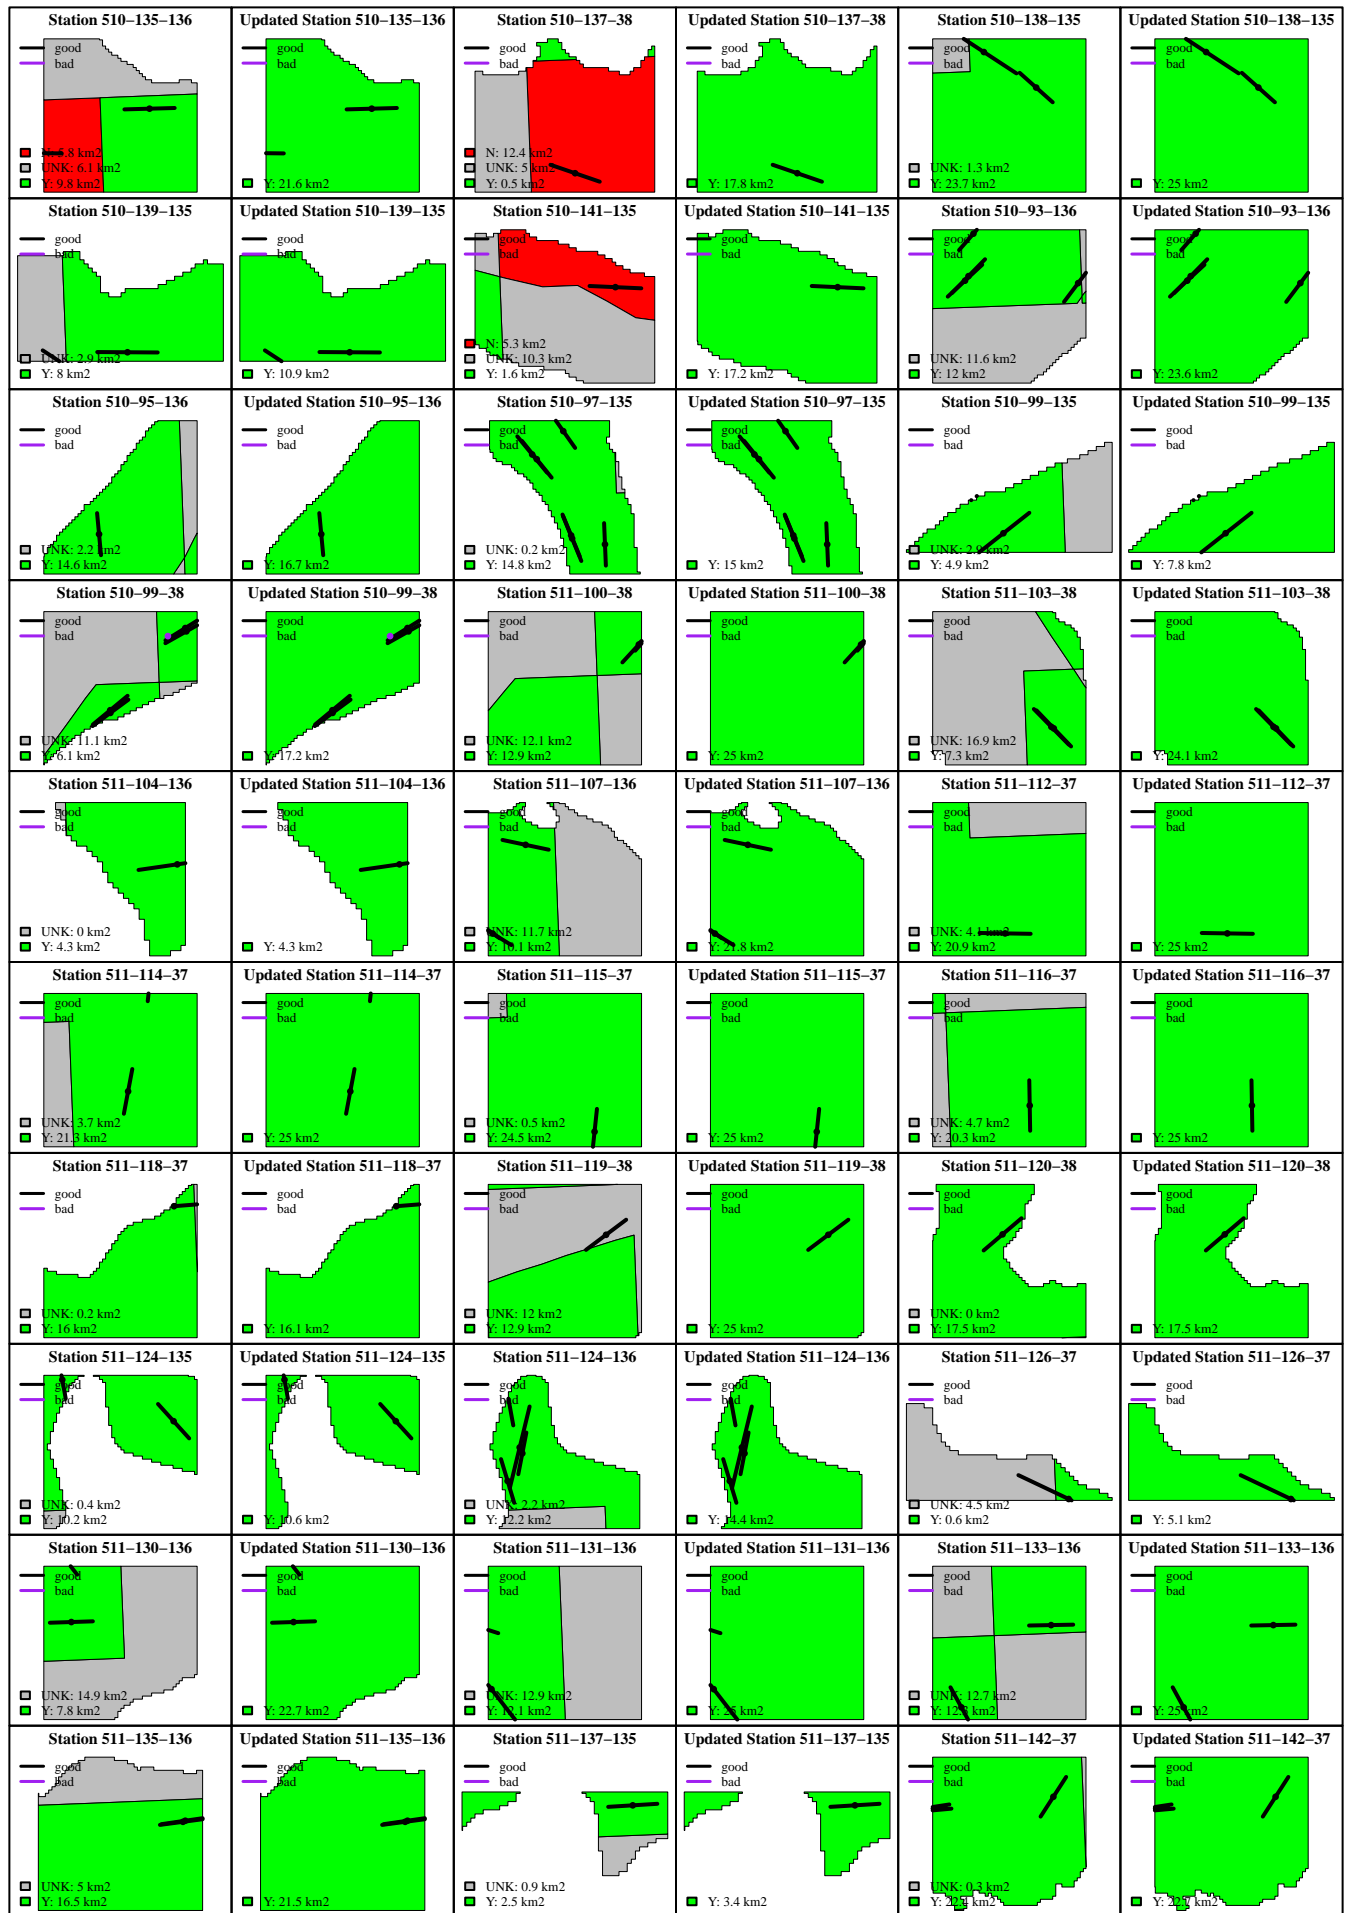 Station 510−135−136
good
bad
N: 5.8 km2
UNK: 6.1 km2
Y: 9.8 km2
Updated Station 510−135−136
good
bad
Y: 21.6 km2
Station 510−137−38
good
bad
N: 12.4 km2
UNK: 5 km2
Y: 0.5 km2
Updated Station 510−137−38
good
bad
Y: 17.8 km2
Station 510−138−135
good
bad
UNK: 1.3 km2
Y: 23.7 km2
Updated Station 510−138−135
good
bad
Y: 25 km2
Station 510−139−135
good
bad
UNK: 2.9 km2
Y: 8 km2
Updated Station 510−139−135
good
bad
Y: 10.9 km2
Station 510−141−135
good
bad
N: 5.3 km2
UNK: 10.3 km2
Y: 1.6 km2
Updated Station 510−141−135
good
bad
Y: 17.2 km2
Station 510−93−136
good
bad
UNK: 11.6 km2
Y: 12 km2
Updated Station 510−93−136
good
bad
Y: 23.6 km2
Station 510−95−136
good
bad
UNK: 2.2 km2
Y: 14.6 km2
Updated Station 510−95−136
good
bad
Y: 16.7 km2
Station 510−97−135
good
bad
UNK: 0.2 km2
Y: 14.8 km2
Updated Station 510−97−135
good
bad
Y: 15 km2
Station 510−99−135
good
bad
UNK: 2.9 km2
Y: 4.9 km2
Updated Station 510−99−135
good
bad
Y: 7.8 km2
Station 510−99−38
good
bad
UNK: 11.1 km2
Y: 6.1 km2
Updated Station 510−99−38
good
bad
Y: 17.2 km2
Station 511−100−38
good
bad
UNK: 12.1 km2
Y: 12.9 km2
Updated Station 511−100−38
good
bad
Y: 25 km2
Station 511−103−38
good
bad
UNK: 16.9 km2
Y: 7.3 km2
Updated Station 511−103−38
good
bad
Y: 24.1 km2
Station 511−104−136
good
bad
UNK: 0 km2
Y: 4.3 km2
Updated Station 511−104−136
good
bad
Y: 4.3 km2
Station 511−107−136
good
bad
UNK: 11.7 km2
Y: 10.1 km2
Updated Station 511−107−136
good
bad
Y: 21.8 km2
Station 511−112−37
good
bad
UNK: 4.1 km2
Y: 20.9 km2
Updated Station 511−112−37
good
bad
Y: 25 km2
Station 511−114−37
good
bad
UNK: 3.7 km2
Y: 21.3 km2
Updated Station 511−114−37
good
bad
Y: 25 km2
Station 511−115−37
good
bad
UNK: 0.5 km2
Y: 24.5 km2
Updated Station 511−115−37
good
bad
Y: 25 km2
Station 511−116−37
good
bad
UNK: 4.7 km2
Y: 20.3 km2
Updated Station 511−116−37
good
bad
Y: 25 km2
Station 511−118−37
good
bad
UNK: 0.2 km2
Y: 16 km2
Updated Station 511−118−37
good
bad
Y: 16.1 km2
Station 511−119−38
good
bad
UNK: 12 km2
Y: 12.9 km2
Updated Station 511−119−38
good
bad
Y: 25 km2
Station 511−120−38
good
bad
UNK: 0 km2
Y: 17.5 km2
Updated Station 511−120−38
good
bad
Y: 17.5 km2
Station 511−124−135
good
bad
UNK: 0.4 km2
Y: 10.2 km2
Updated Station 511−124−135
good
bad
Y: 10.6 km2
Station 511−124−136
good
bad
UNK: 2.2 km2
Y: 12.2 km2
Updated Station 511−124−136
good
bad
Y: 14.4 km2
Station 511−126−37
good
bad
UNK: 4.5 km2
Y: 0.6 km2
Updated Station 511−126−37
good
bad
Y: 5.1 km2
Station 511−130−136
good
bad
UNK: 14.9 km2
Y: 7.8 km2
Updated Station 511−130−136
good
bad
Y: 22.7 km2
Station 511−131−136
good
bad
UNK: 12.9 km2
Y: 12.1 km2
Updated Station 511−131−136
good
bad
Y: 25 km2
Station 511−133−136
good
bad
UNK: 12.7 km2
Y: km2
Updated Station 511−133−136
good
bad
Y: 25 km2
Station 511−135−136
good
bad
UNK: 5 km2
Y: 16.5 km2
Updated Station 511−135−136
good
bad
Y: 21.5 km2
Station 511−137−135
good
bad
UNK: 0.9 km2
Y: 2.5 km2
Updated Station 511−137−135
good
bad
Y: 3.4 km2
Station 511−142−37
good
bad
UNK: 0.3 km2
Y: 22.4 km2
Updated Station 511−142−37
good
bad
Y: 22.7 km2